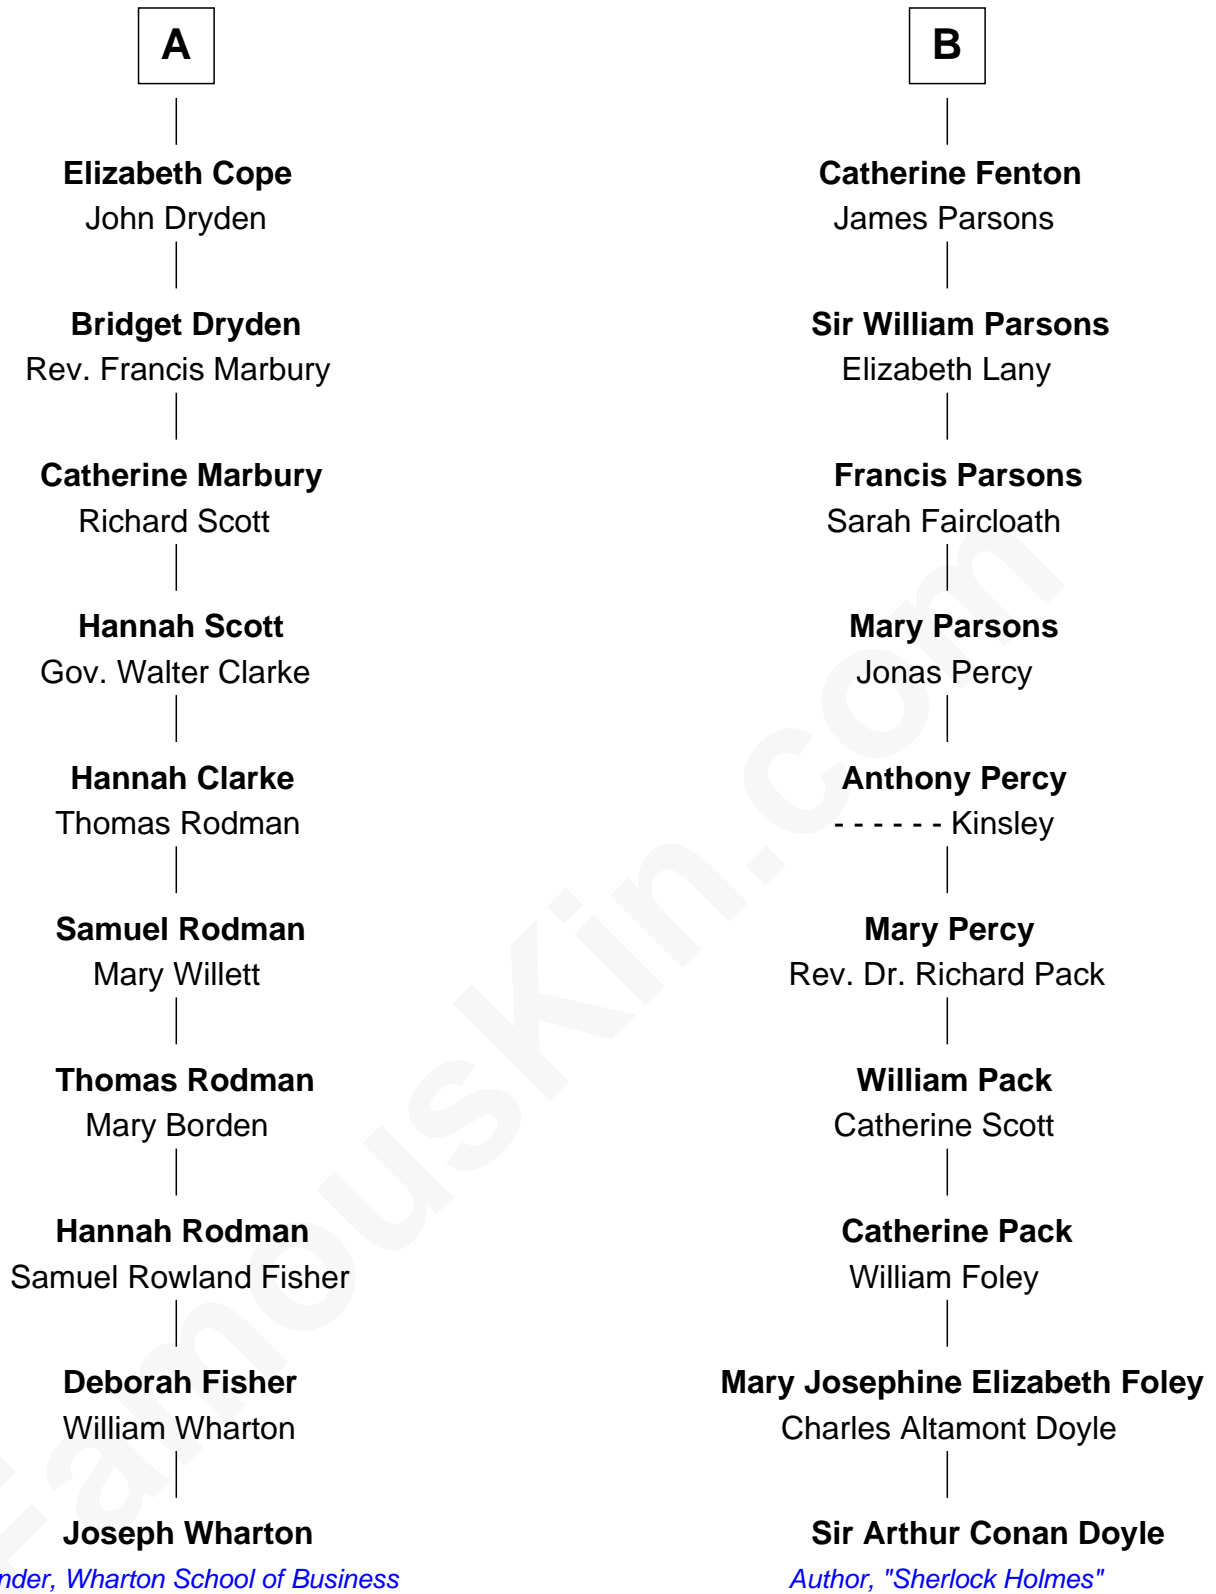 A
Elizabeth Cope
John Dryden
Bridget Dryden
Rev. Francis Marbury
Catherine Marbury
Richard Scott
Hannah Scott
Gov. Walter Clarke
Hannah Clarke
Thomas Rodman
Samuel Rodman
Mary Willett
Thomas Rodman
Mary Borden
Hannah Rodman
Samuel Rowland Fisher
Deborah Fisher
William Wharton
Joseph Wharton
nder, Wharton School of Business
B
Catherine Fenton
James Parsons
Sir William Parsons
Elizabeth Lany
Francis Parsons
Sarah Faircloath
Mary Parsons
Jonas Percy
Anthony Percy
- - - - - - Kinsley
Mary Percy
Rev. Dr. Richard Pack
William Pack
Catherine Scott
Catherine Pack
William Foley
Mary Josephine Elizabeth Foley
Charles Altamont Doyle
Sir Arthur Conan Doyle
Author, "Sherlock Holmes"
FamousKin.com